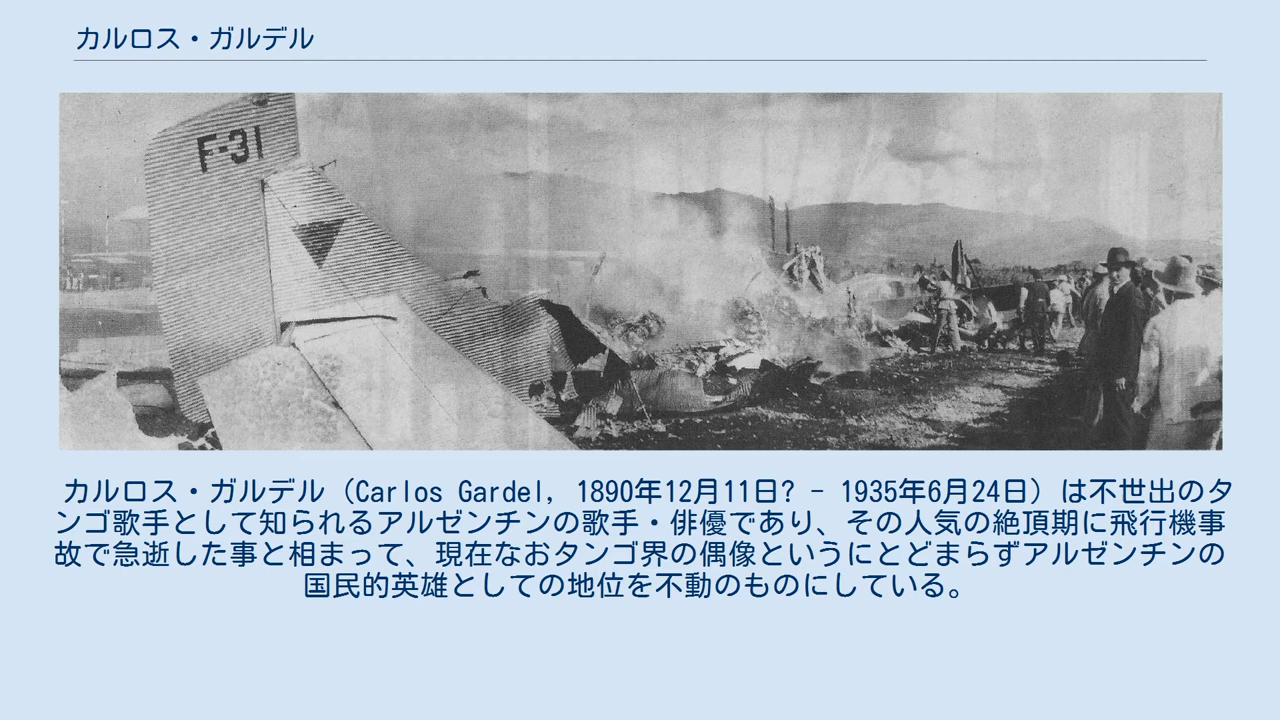 カルロス・ガルデル
F-31
カルロス・ガルデル（Carlos Gardel, 1890年12月11日? - 1935年6月24日）は不世出のタ
ンゴ歌手として知られるアルゼンチンの歌手・俳優であり、その人気の絶頂期に飛行機事
故で急逝した事と相まって、現在なおタンゴ界の偶像というにとどまらずアルゼンチンの
国民的英雄としての地位を不動のものにしている。